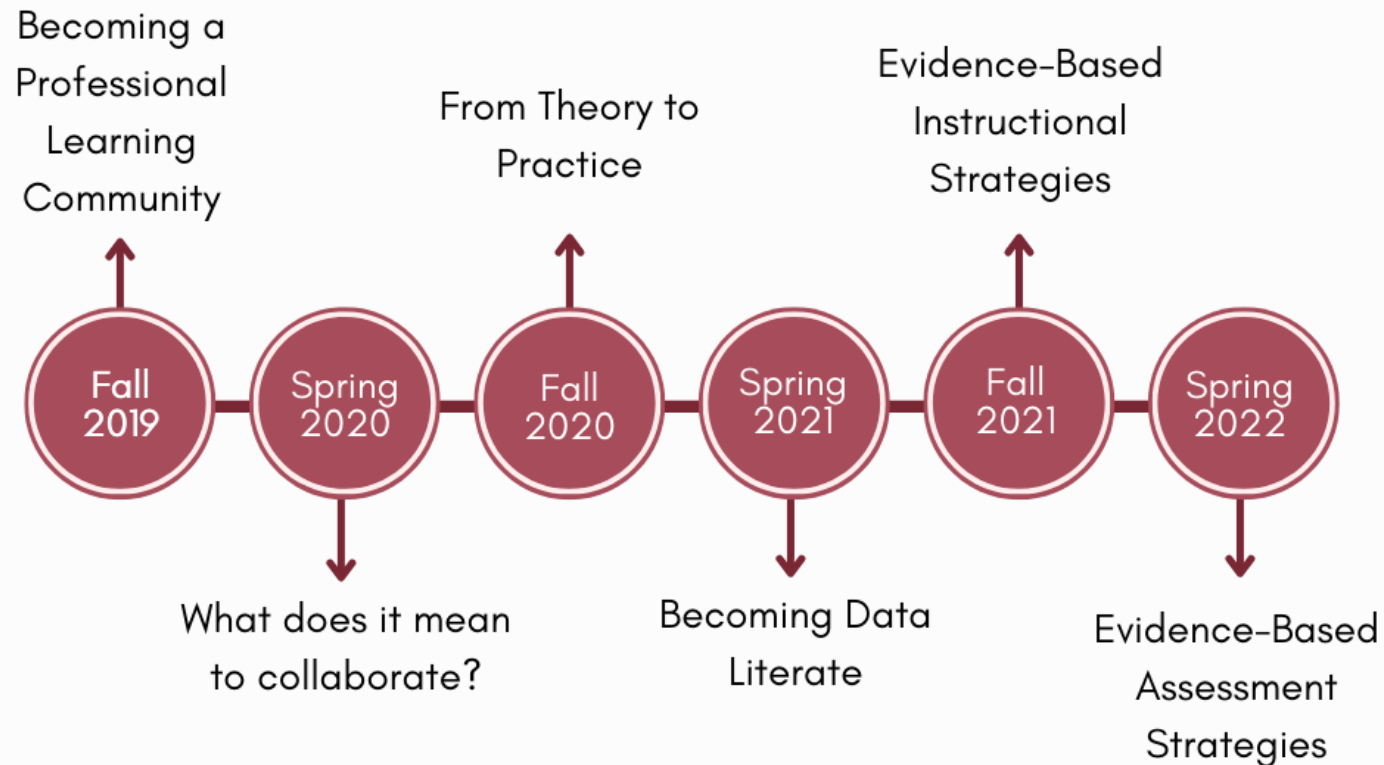 Becoming a
Professional
Learning
Community
From Theory to
Practice
Evidence-Based
Instructional
Strategies
Fall
2019
Spring
2020
Fall
2020
Spring
2021
Fall
2021
Spring
2022
What does it mean
to collaborate?
Becoming Data
Literate
Evidence-Based
Assessment
Strategies